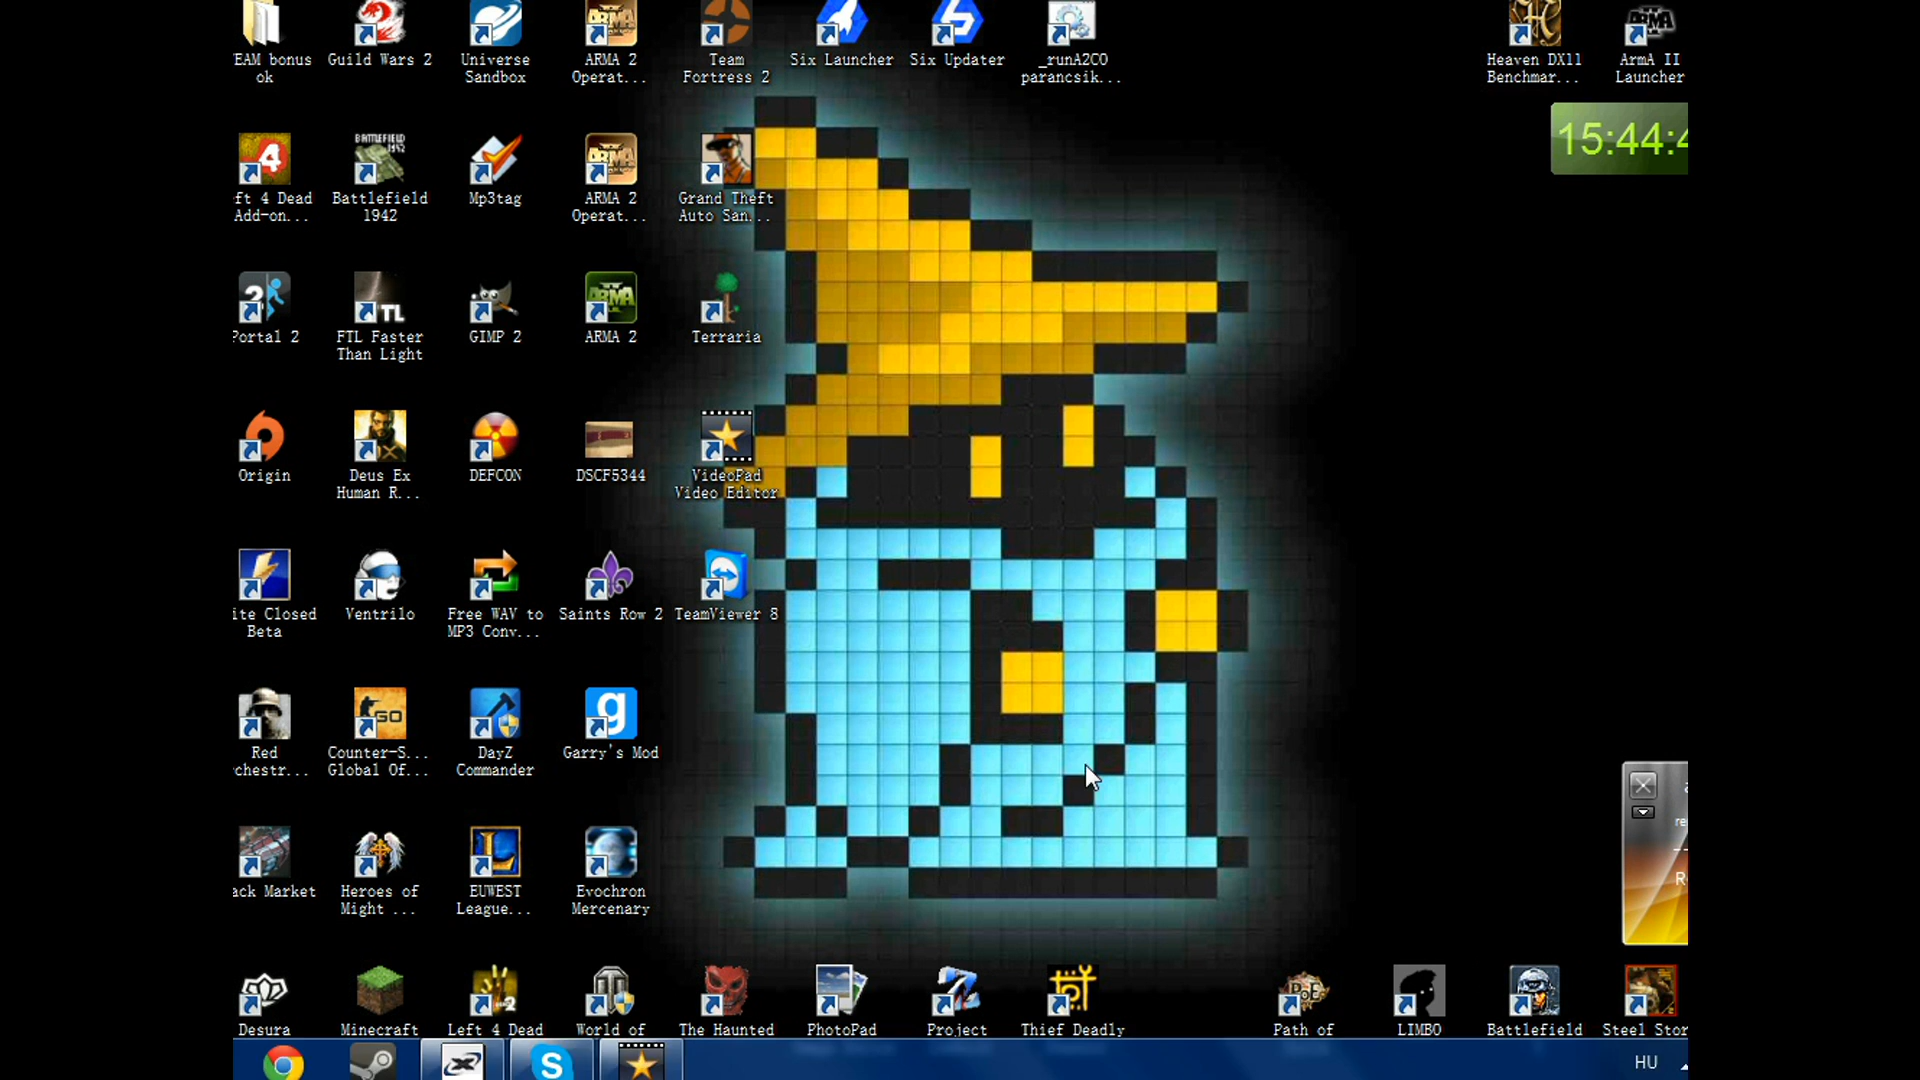 EAM bonus
ok
Guild Wars 2
Universe
Sandbox
ARMA 2
Operat...
Team
Fortress 2
Six Launcher
Six Updater
_runA2CO
parancsik...
Heaven DX11
Benchmar...
ArmA II
Launcher
15:44:4
ft 4 Dead
Add-on...
BATTLEFIELD
1942
Battlefield
1942
Mp3tag
ARMA 2
Operat...
Grand Theft
Auto San...
Portal 2
FTL Faster
Than Light
GIMP 2
ARMA 2
Terraria
Origin
Deus Ex
Human R...
DEFCON
DSCF5344
VideoPad
Video Editor
ite Closed
Beta
Ventrilo
Free WAV to
MP3 Conv...
Saints Row 2
TeamViewer 8
Red
rchestr...
Counter-S...
Global Of...
DayZ
Commander
Garry's Mod
ack Market
Heroes of
Might ...
EUWEST
League...
Evochron
Mercenary
Desura
Minecraft
Left 4 Dead
World of
The Haunted
PhotoPad
Project
Thief Deadly
Path of
LIMBO
Battlefield
Steel Stor
HU